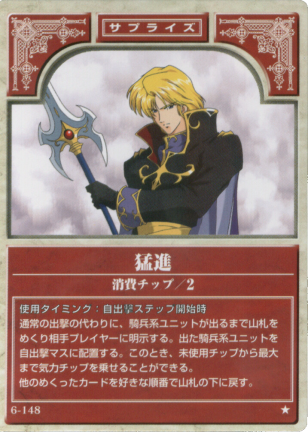 サプライズ
猛進
消費チップ／2
使用タイミング：自出撃ステップ開始時
通常の出撃の代わりに、騎兵系ユニットが出るまで山札を
めくり相手プレイヤーに明示する。出た騎兵系ユニットを
自出撃マスに配置する。このとき、未使用チップから最大
まで気力チップを乗せることができる。
他のめくったカードを好きな順番で山札の下に戻す。
6-148 ★